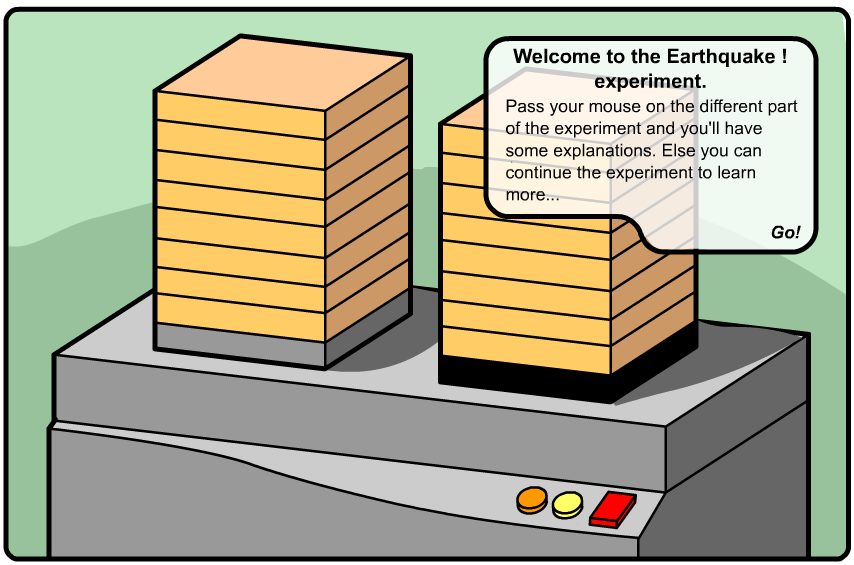 Welcome to the Earthquake !
experiment.
Pass your mouse on the different part
of the experiment and you'll have
some explanations. Else you can
continue the experiment to learn
more...
Go!